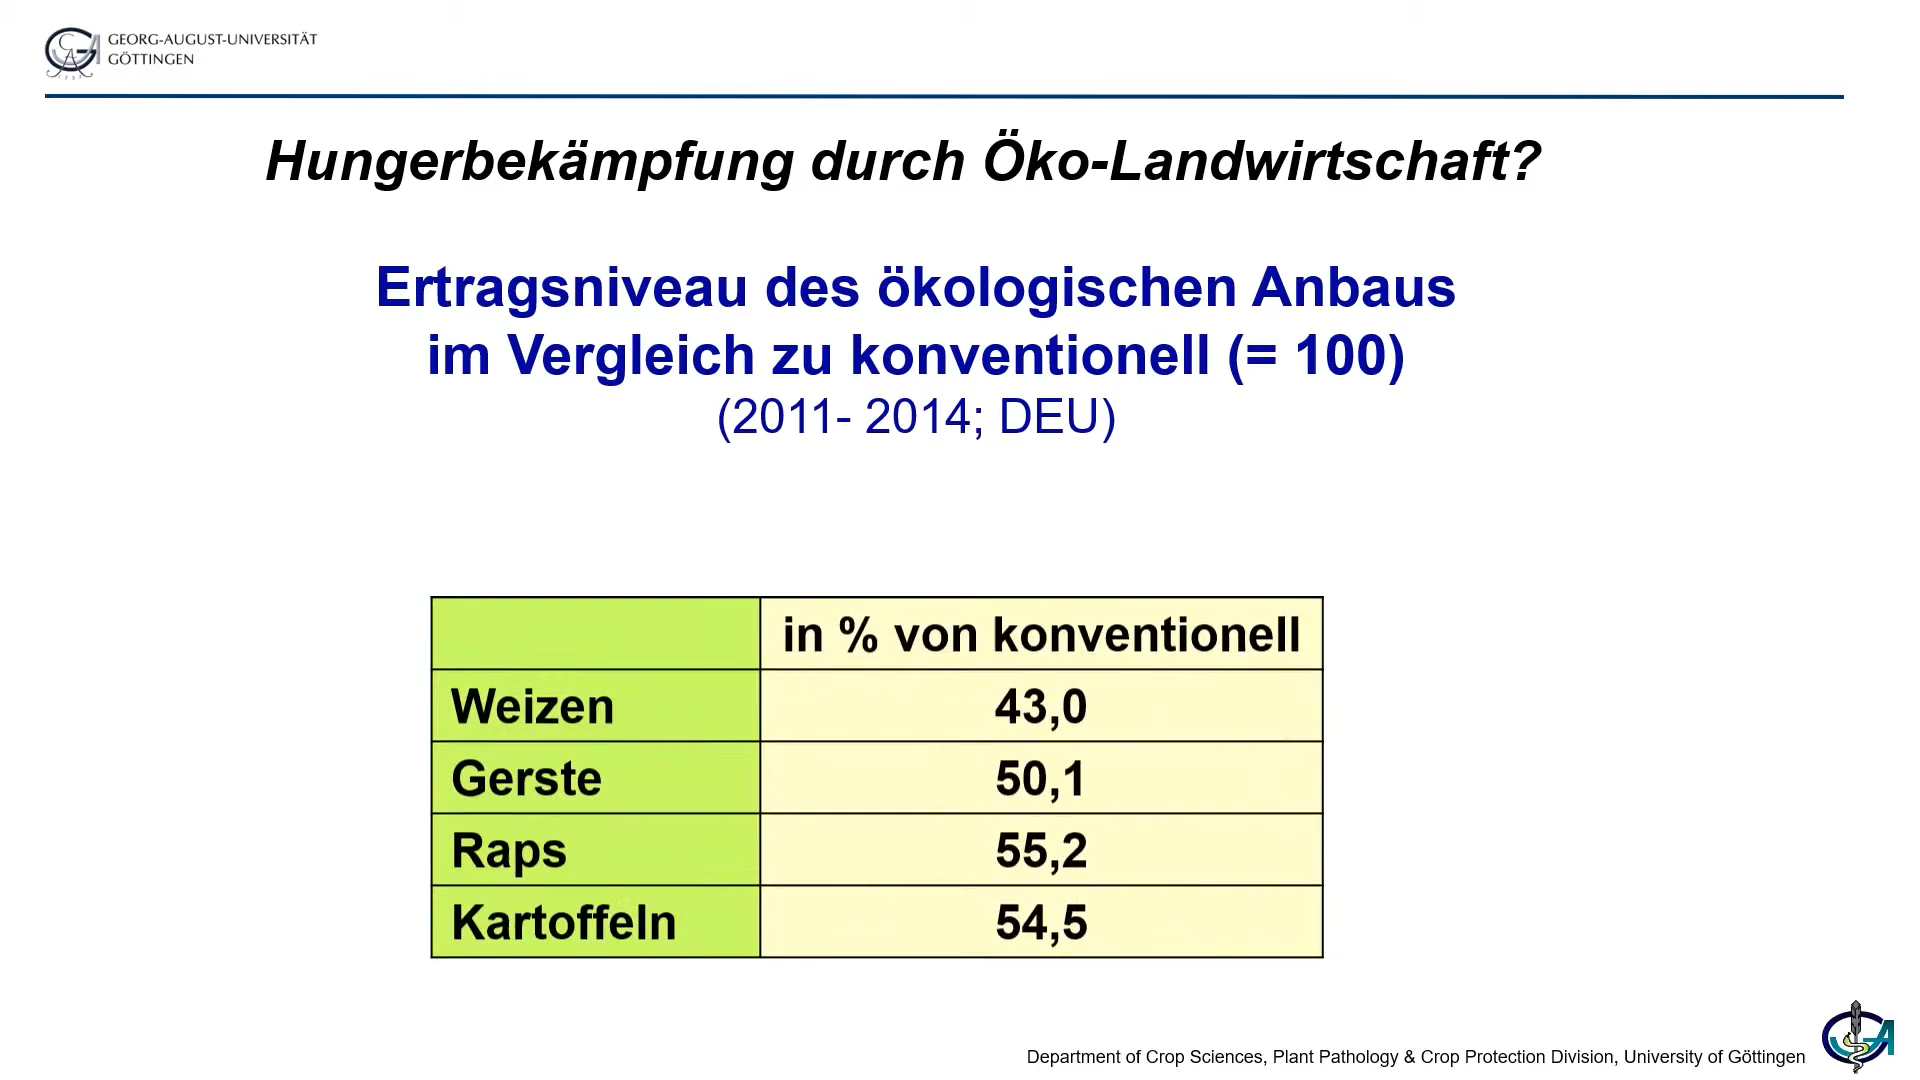 GEORG-AUGUST-UNIVERSITÄT
GÖTTINGEN
Hungerbekämpfung durch Öko-Landwirtschaft?
Ertragsniveau des ökologischen Anbaus
im Vergleich zu konventionell (= 100)
(2011- 2014; DEU)
in % von konventionell
Weizen 43,0
Gerste 50,1
Raps 55,2
Kartoffeln 54,5
Department of Crop Sciences, Plant Pathology & Crop Protection Division, University of Göttingen